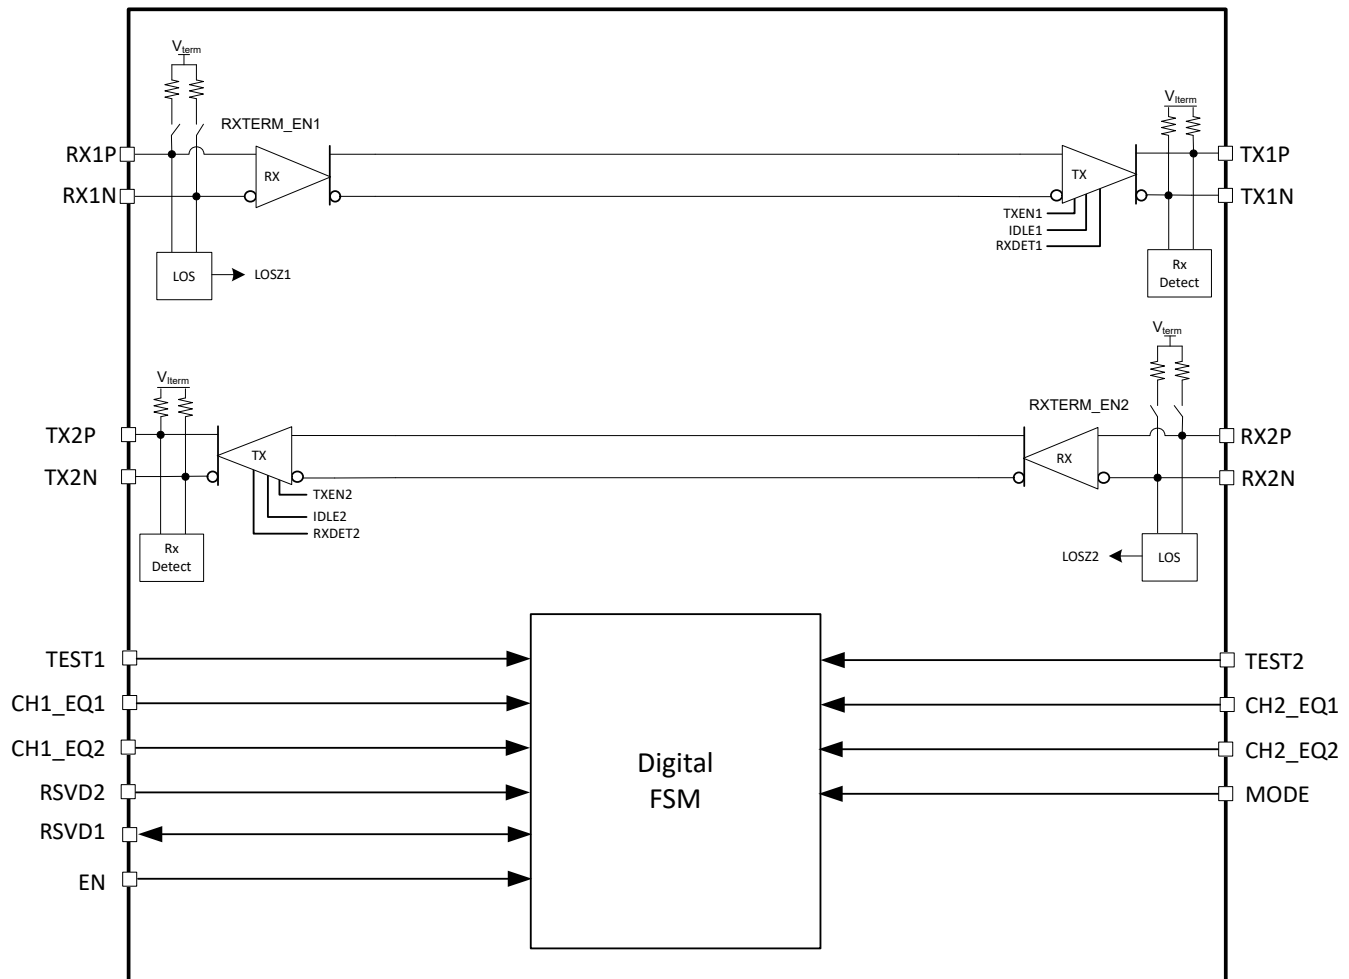 Vterm
RXTERM_EN1
RX1P
RX1N
RX
LOS
LOSZ1
VIterm
TX
TX1P
TX1N
TXEN1
IDLE1
RXDET1
Rx
Detect
VIterm
TX2P
TX2N
TX
TXEN2
IDLE2
RXDET2
Rx
Detect
Vterm
RXTERM_EN2
RX
RX2P
RX2N
LOSZ2
LOS
TEST1
CH1_EQ1
CH1_EQ2
RSVD2
RSVD1
EN
Digital
FSM
TEST2
CH2_EQ1
CH2_EQ2
MODE